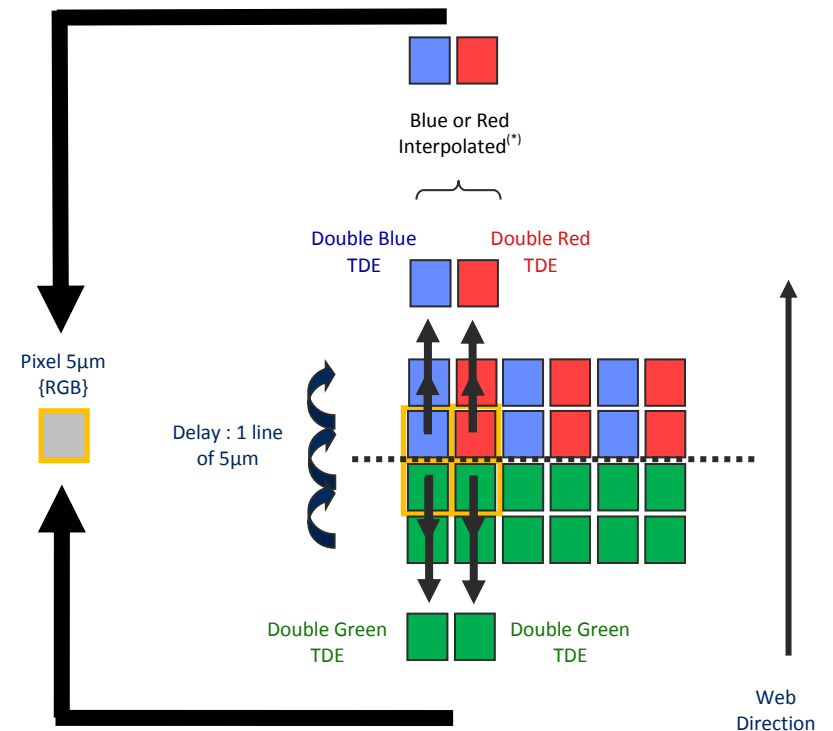 Blue or Red
Interpolated(*)
Double Blue
TDE
Double Red
TDE
Pixel 5µm
{RGB}
Delay : 1 line
of 5µm
Double Green
TDE
Double Green
TDE
Web
Direction